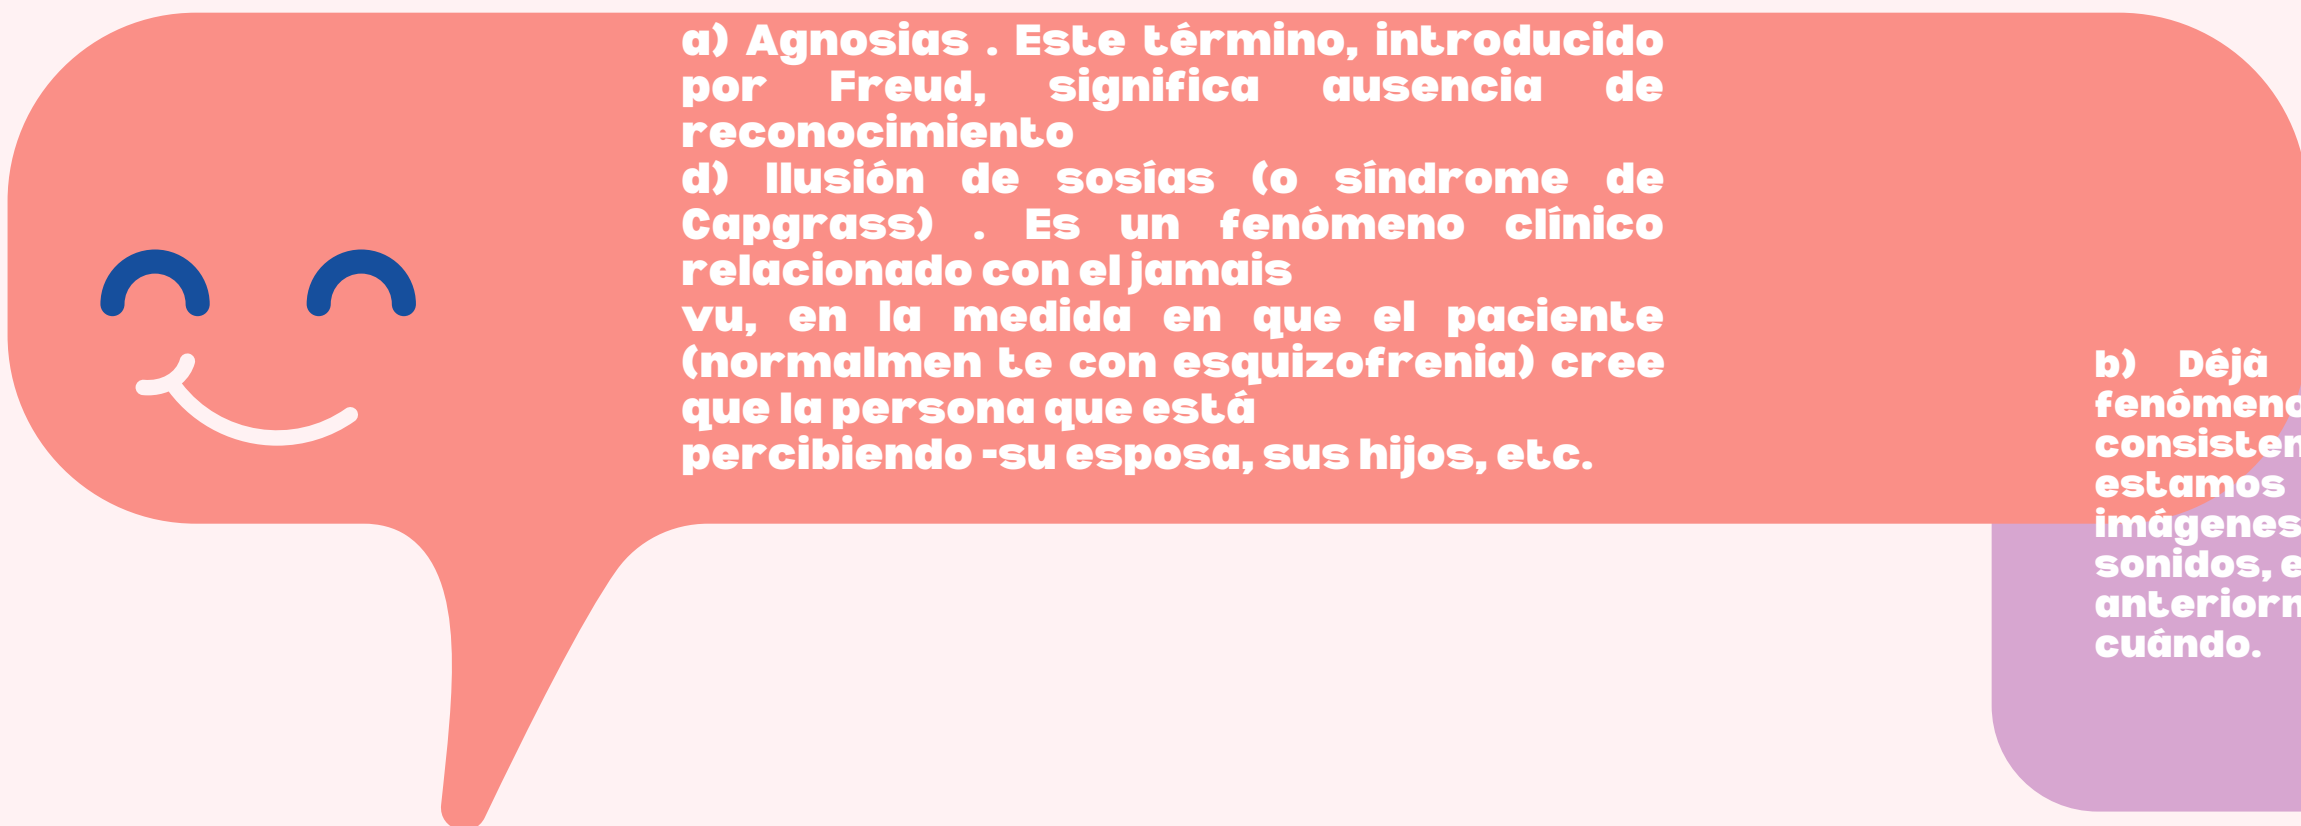 a) Agnosias . Este término, introducido
por Freud, significa ausencia de
reconocimiento
d) Ilusión de sosías (o síndrome de
Capgrass) . Es un fenómeno clínico
relacionado con el jamais
vu, en la medida en que el paciente
(normalmen te con esquizofrenia) cree
que la persona que está
percibiendo -su esposa, sus hijos, etc.
b) Déjà
estamos
imágenes
sonidos,
cuándo.